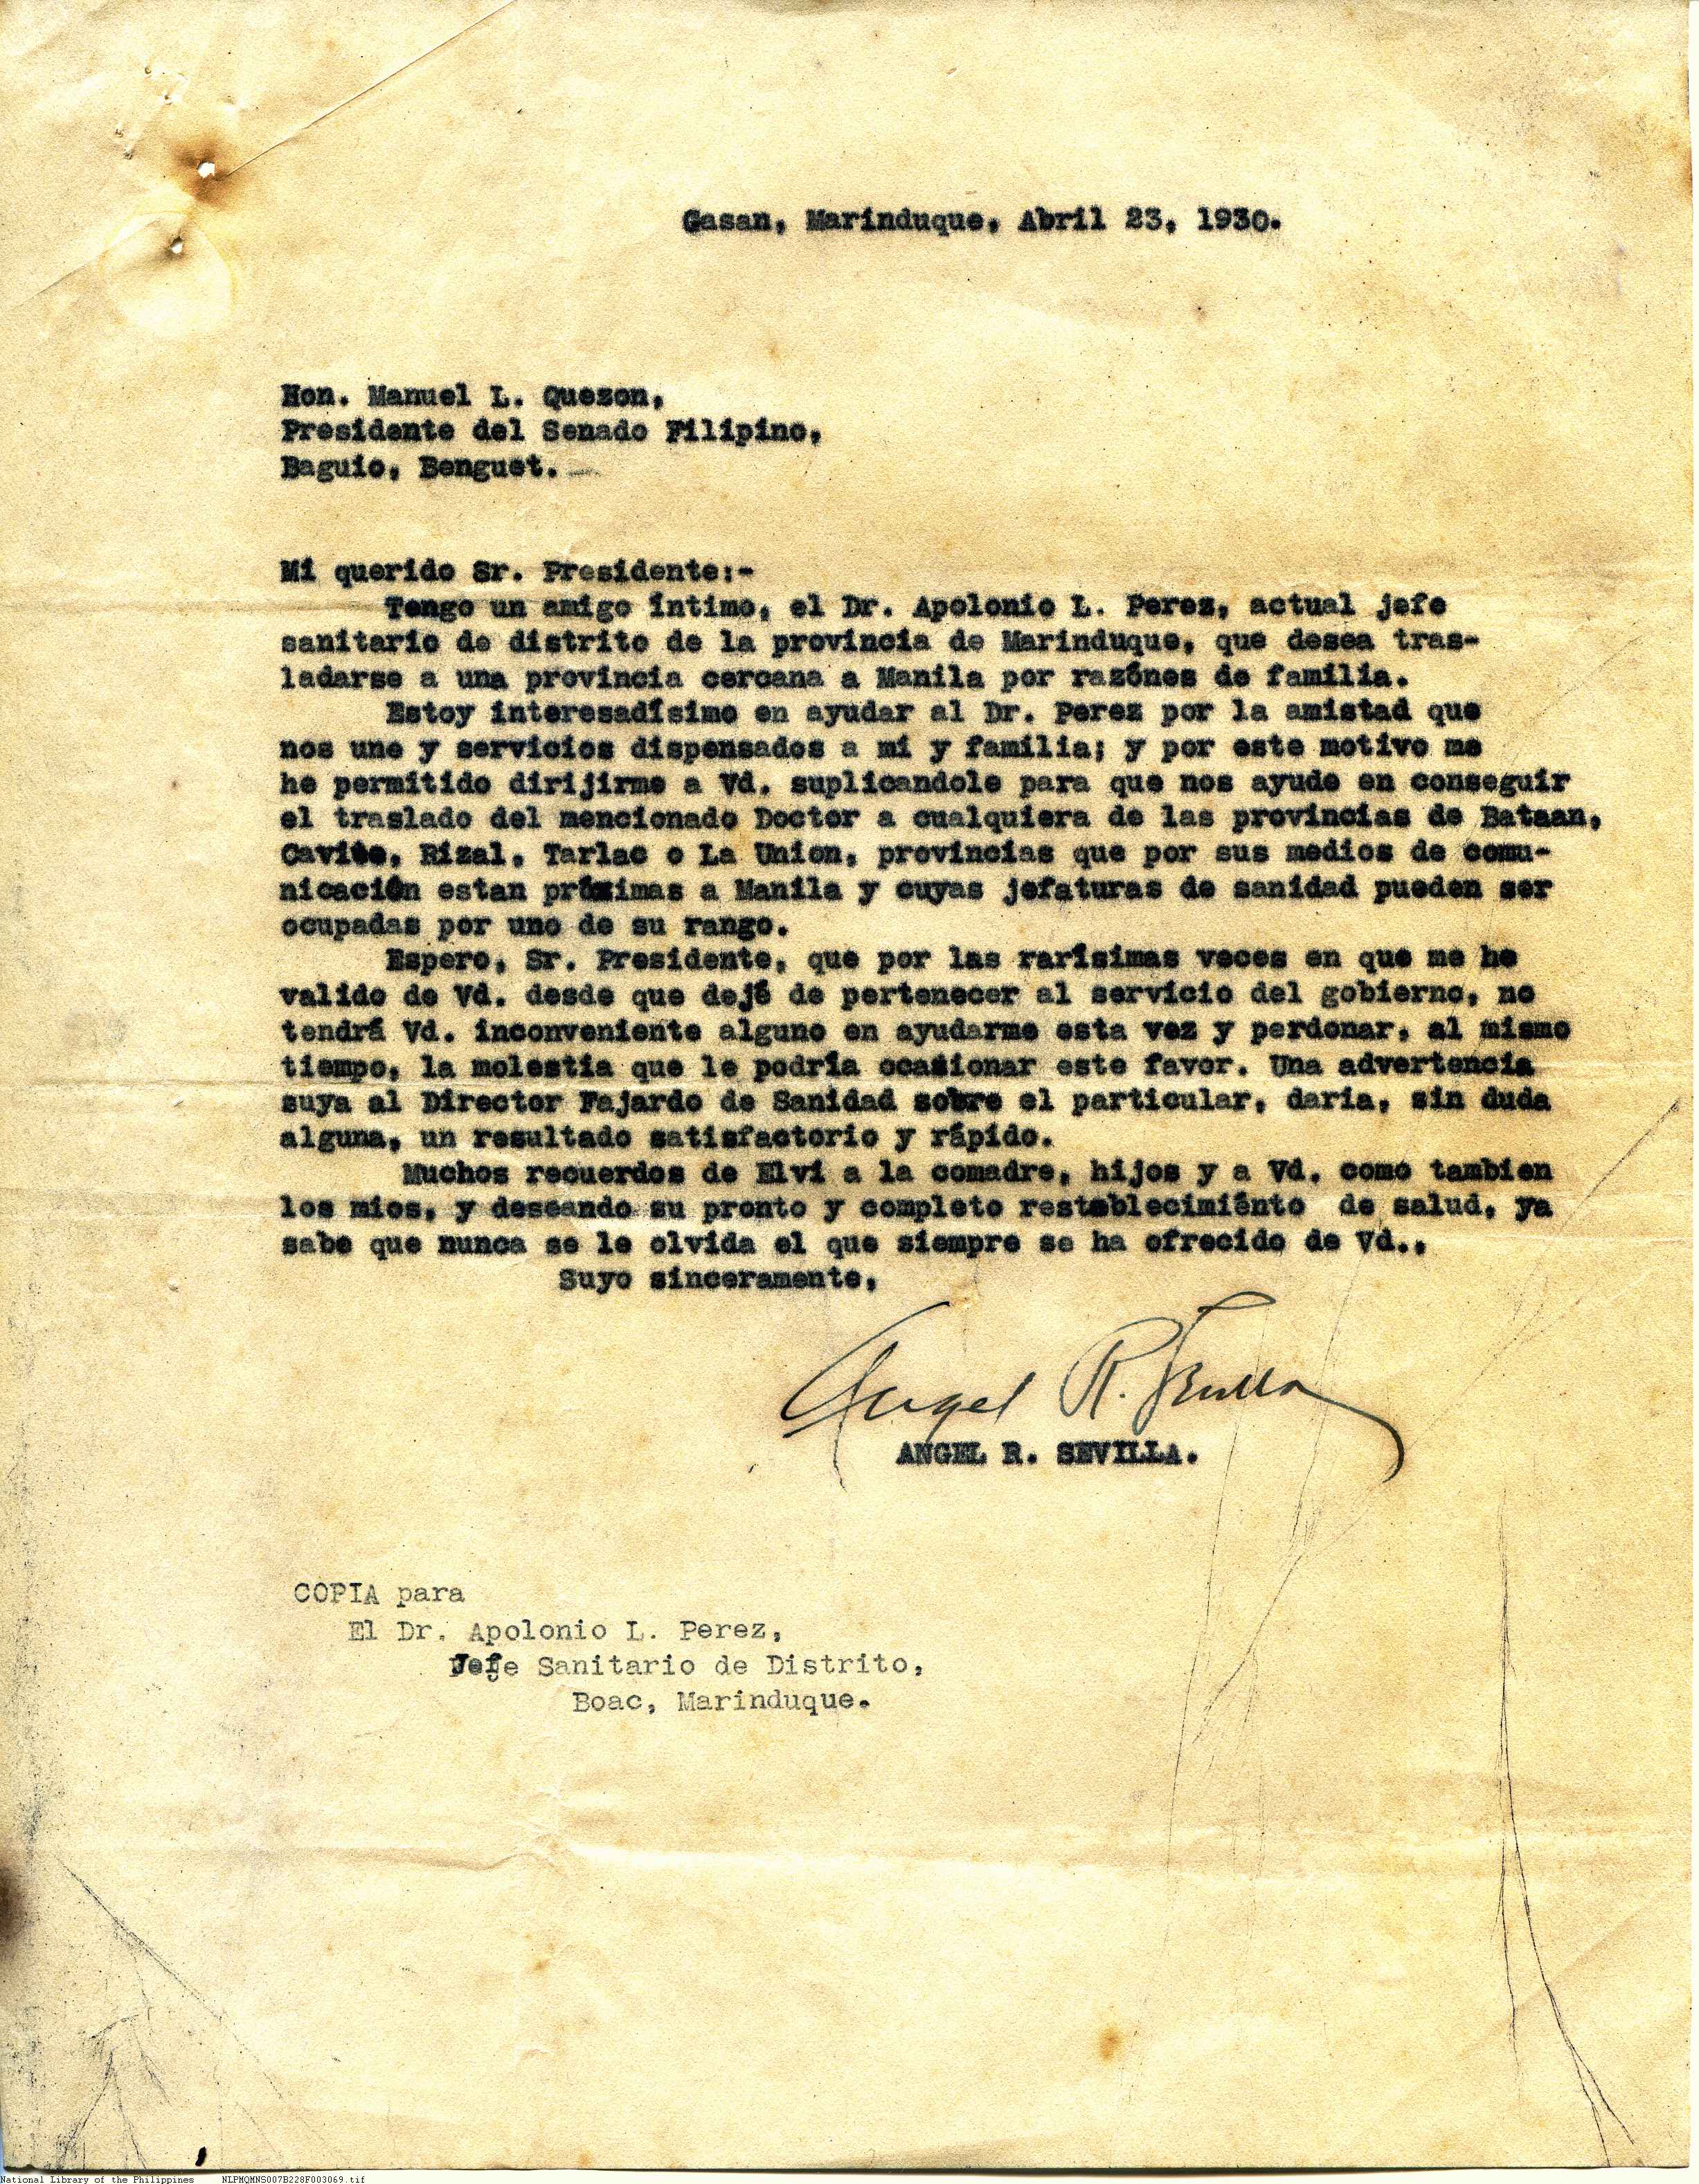 Gasan, Marinduque, Abril 23, 1930.
Hon. Manuel L. Quezon,
Presidente del Senado Filipino,
Baguio, Benguet.
Mi querido Sr. Presidente:-
Tengo un amigo íntimo, el Dr. Apolonio L. Perez, actual jefe
sanitario de distrito de la provincia de Marinduque, que desea tras-
ladarse a una provincia cercana a Manila por razónes de familia.
Estoy interesadísimo en ayudar al Dr. Perez por la amistad que
nos une y servicios dispensados a mi y familia; y por este motivo me
he permitido dirijirme a Vd. suplicandole para que nos ayude en conseguir
el traslado del mencionado Doctor a cualquiera de las provincias de Bataan,
Cavite, Rizal, Tarlac o La Union, provincias que por sus medios de comu-
nicación estan próximas a Manila y cuyas jefaturas de sanidad pueden ser
ocupadas por uno de su rango.
Espero, Sr. Presidente, que por las rarísimas veces en que me he
valido de Vd. desde que dejé de pertenecer al servicio del gobierno, no
tendrá Vd. inconveniente alguno en ayudarme esta vez y perdonar, al mismo
tiempo, la molestia que le podría ocasionar este favor. Una advertencia
suya al Director Fajardo de Sanidad sobre el particular, daria, sin duda
alguna, un resultado satisfactorio y rápido.
Muchos recuerdos de Elvi a la comadre, hijos y a Vd. como tambien
los mios, y deseando su pronto y completo restablecimiénto de salud, ya
sabe que nunca se le olvida el que siempre se ha ofrecido de Vd.,
Suyo sinceramente,
Angel R. Sevilla
ANGEL R. SEVILLA.
COPIA para
El Dr. Apolonio L. Perez,
Jefe Sanitario de Distrito,
Boac, Marinduque.
National Library of the Philippines NLPMQMNS007B228F003069.tif